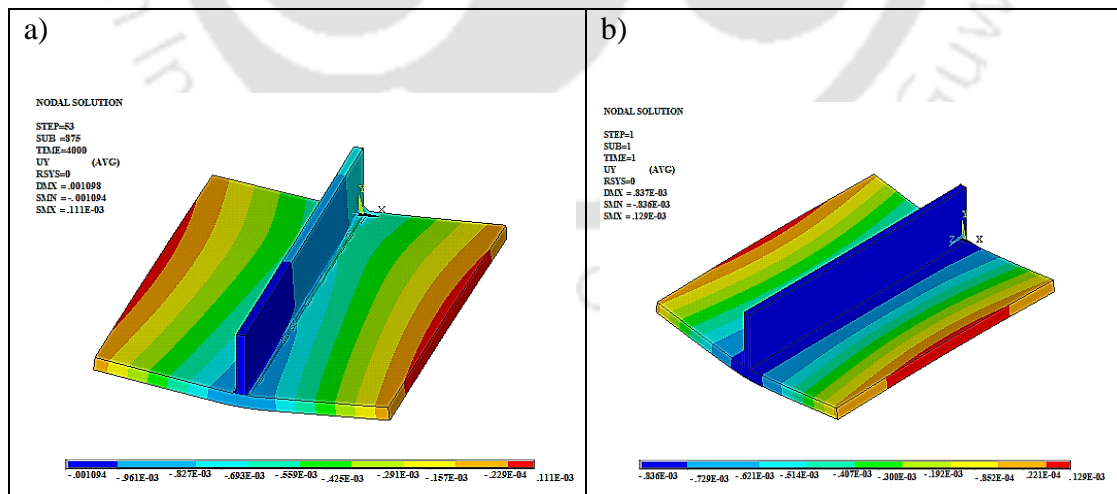 a)
NODAL SOLUTION
STEP=53
SUB =875
TIME=4000
UY (AVG)
RSYS=0
DMX =.001098
SMN =-.001094
SMX =.111E-03
Y
X
-.001094 -.961E-03 -.827E-03 -.693E-03 -.559E-03 -.425E-03 -.291E-03 -.157E-03 -.229E-04 .111E-03
b)
NODAL SOLUTION
STEP=1
SUB=1
TIME=1
UY (AVG)
RSYS=0
DMX =.837E-03
SMN =-.836E-03
SMX =.129E-03
Y
Z X
-.836E-03 -.729E-03 -.621E-03 -.514E-03 -.407E-03 -.300E-03 -.192E-03 -.852E-04 .221E-04 .129E-03